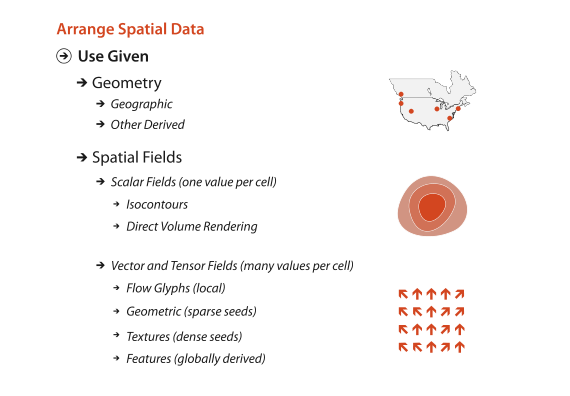 Arrange Spatial Data
Use Given
Geometry
Geographic
Other Derived
Spatial Fields
Scalar Fields (one value per cell)
Isocontours
Direct Volume Rendering
Vector and Tensor Fields (many values per cell)
Flow Glyphs (local)
Geometric (sparse seeds)
Textures (dense seeds)
Features (globally derived)